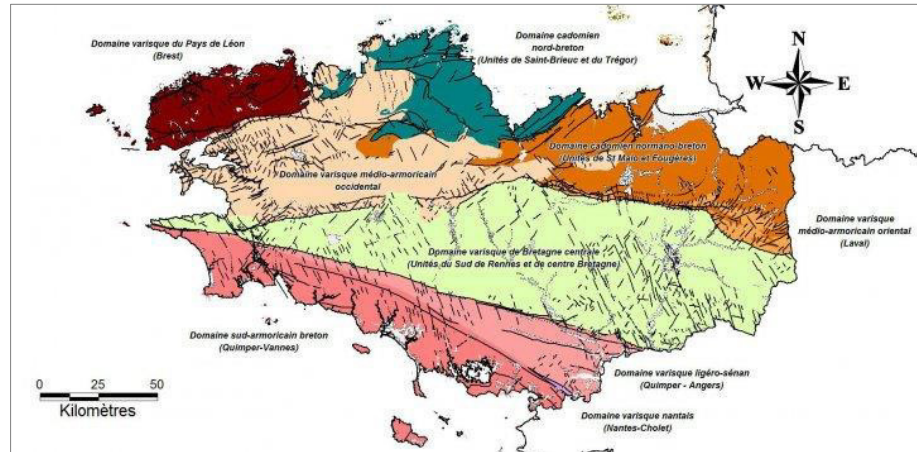 Domaine varisque du Pays de Léon
(Brest)
Domaine cadomien
nord-breton
(Unités de Saint-Brieuc et du Trégor)
N
W
E
S
Domaine cadomien normano-breton
(Unités de St Malo et Fougères)
Domaine varisque médio-armoricain
occidental
Domaine varisque
médio-armoricain oriental
(Laval)
Domaine varisque de Bretagne centrale
(Unités du Sud de Rennes et de centre Bretagne)
Domaine sud-armoricain breton
(Quimper-Vannes)
Domaine varisque ligéro-sénan
(Quimper - Angers)
0 25 50
Kilomètres
Domaine varisque nantais
(Nantes-Cholet)